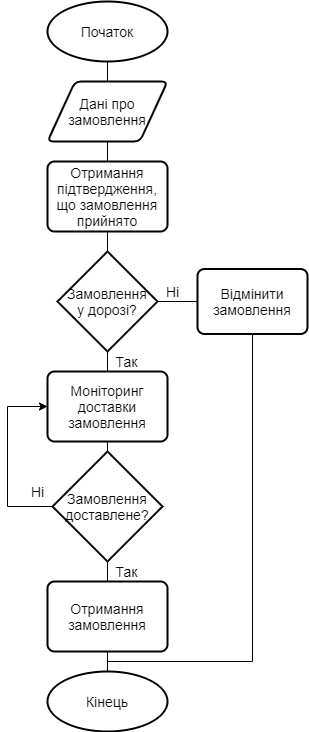 Початок
Дані про
замовлення
Отримання
підтвердження,
що замовлення
прийнято
Замовлення
у дорозі?
Ні
Відмінити
замовлення
Так
Моніторинг
доставки
замовлення
Ні
Замовлення
доставлене?
Так
Отримання
замовлення
Кінець